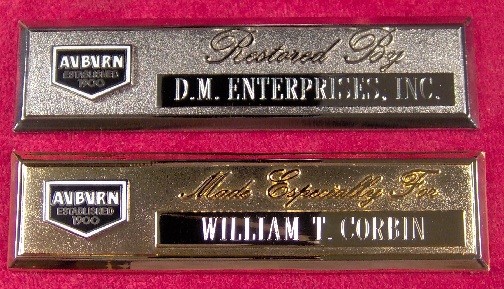 AUBURN
ESTABLISHED
1900
Restored By
D.M. ENTERPRISES, INC.
AUBURN
ESTABLISHED
1900
Made Especially For
WILLIAM T. CORBIN